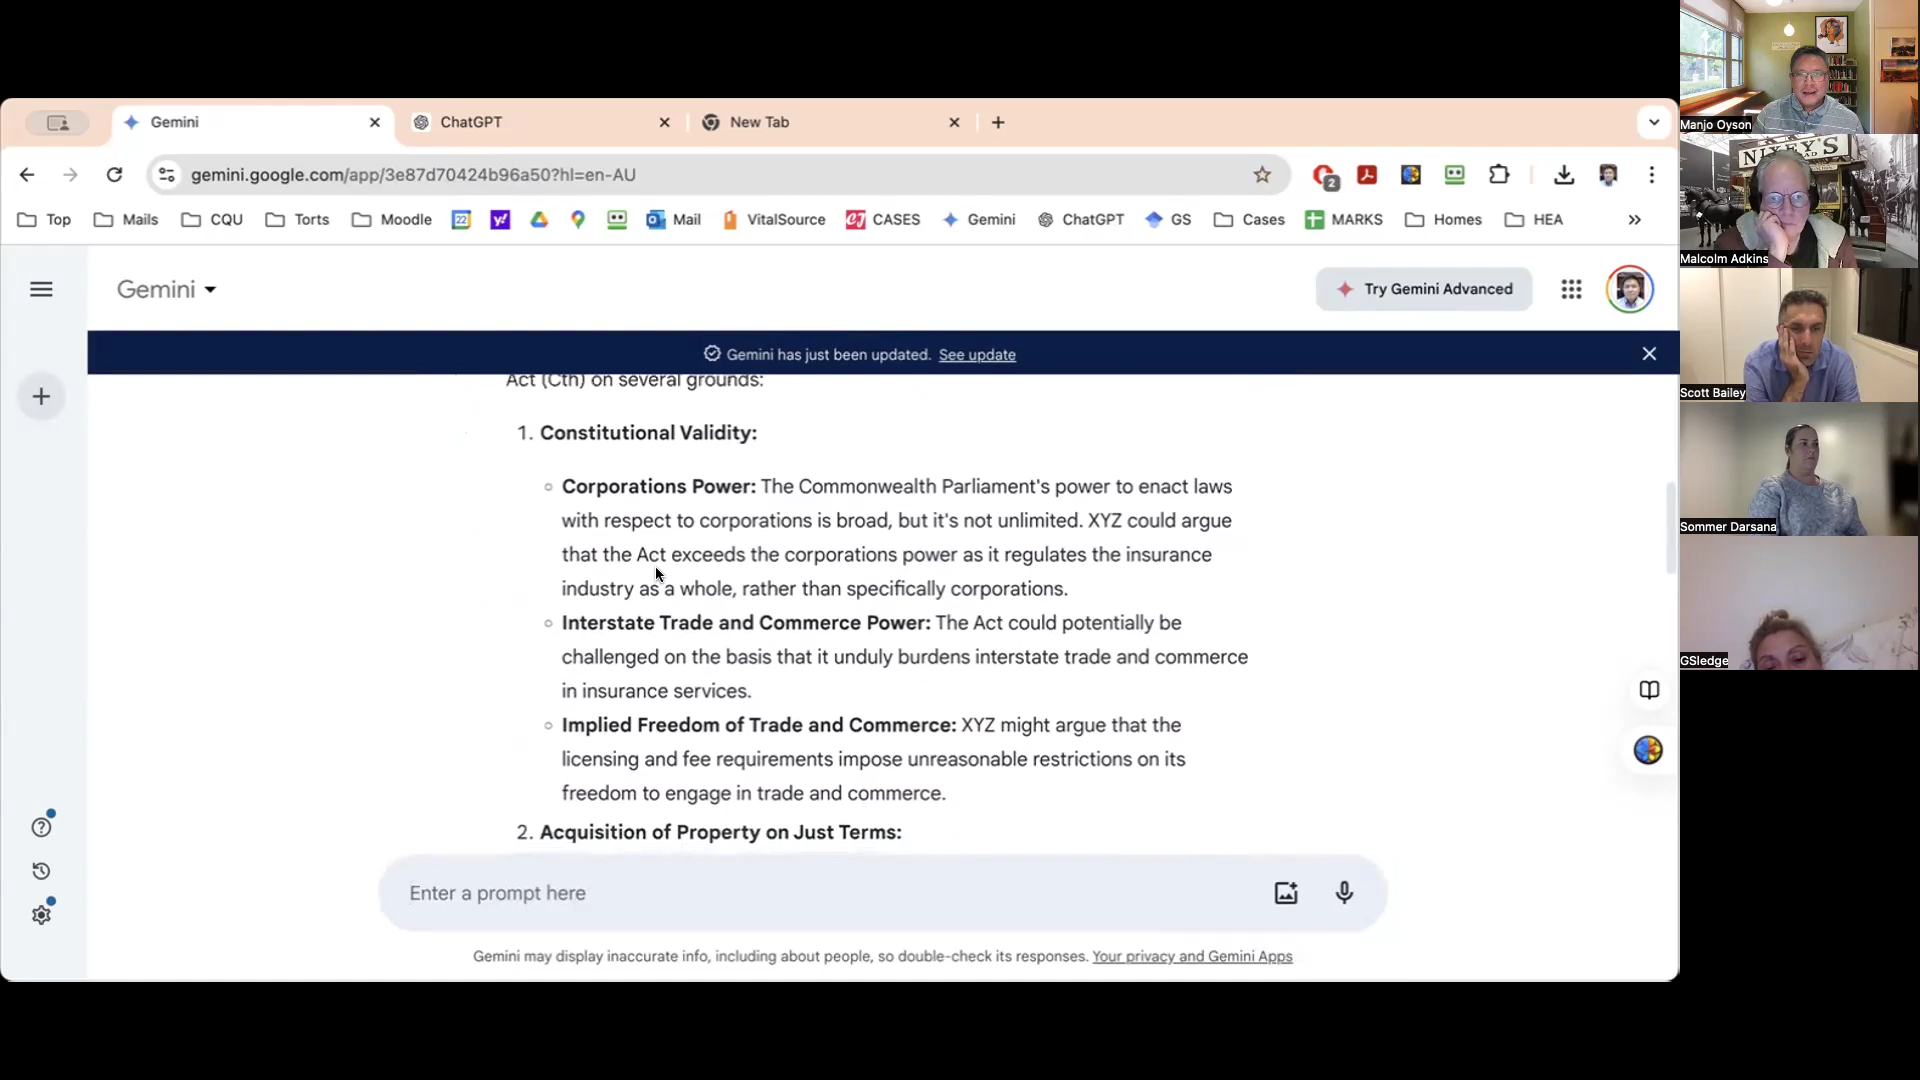 Gemini
ChatGPT
New Tab
gemini.google.com/app/3e87d70424b96a50?hl=en-AU
2
Top
Mails
CQU
Torts
Moodle
22
Mail
VitalSource
CASES
Gemini
ChatGPT
GS
Cases
MARKS
Homes
HEA
Gemini
Try Gemini Advanced
Gemini has just been updated. See update
Act (Cth) on several grounds:
1. Constitutional Validity:
Corporations Power: The Commonwealth Parliament's power to enact laws
with respect to corporations is broad, but it's not unlimited. XYZ could argue
that the Act exceeds the corporations power as it regulates the insurance
industry as a whole, rather than specifically corporations.
Interstate Trade and Commerce Power: The Act could potentially be
challenged on the basis that it unduly burdens interstate trade and commerce
in insurance services.
Implied Freedom of Trade and Commerce: XYZ might argue that the
licensing and fee requirements impose unreasonable restrictions on its
freedom to engage in trade and commerce.
2. Acquisition of Property on Just Terms:
Enter a prompt here
Gemini may display inaccurate info, including about people, so double-check its responses. Your privacy and Gemini Apps
Manjo Oyson
NIXEY'S
Malcolm Adkins
Scott Bailey
Sommer Darsana
GSledge